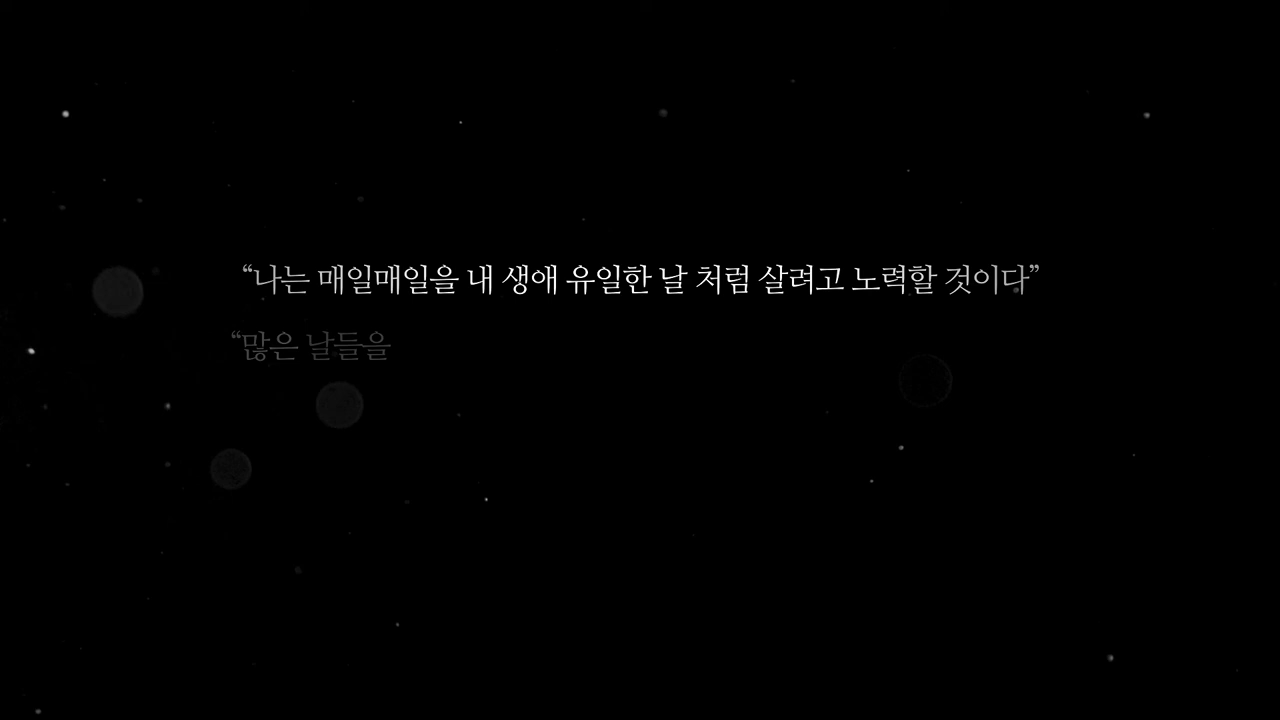 “나는 매일매일을 내 생애 유일한 날 처럼 살려고 노력할 것이다”
“많은 날들을